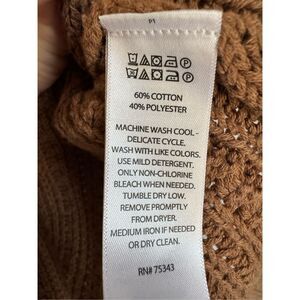 P1
60% COTTON
40% POLYESTER
MACHINE WASH COOL -
DELICATE CYCLE.
WASH WITH LIKE COLORS.
USE MILD DETERGENT.
ONLY NON-CHLORINE
BLEACH WHEN NEEDED.
TUMBLE DRY LOW.
REMOVE PROMPTLY
FROM DRYER.
MEDIUM IRON IF NEEDED
OR DRY CLEAN.
RN# 75343